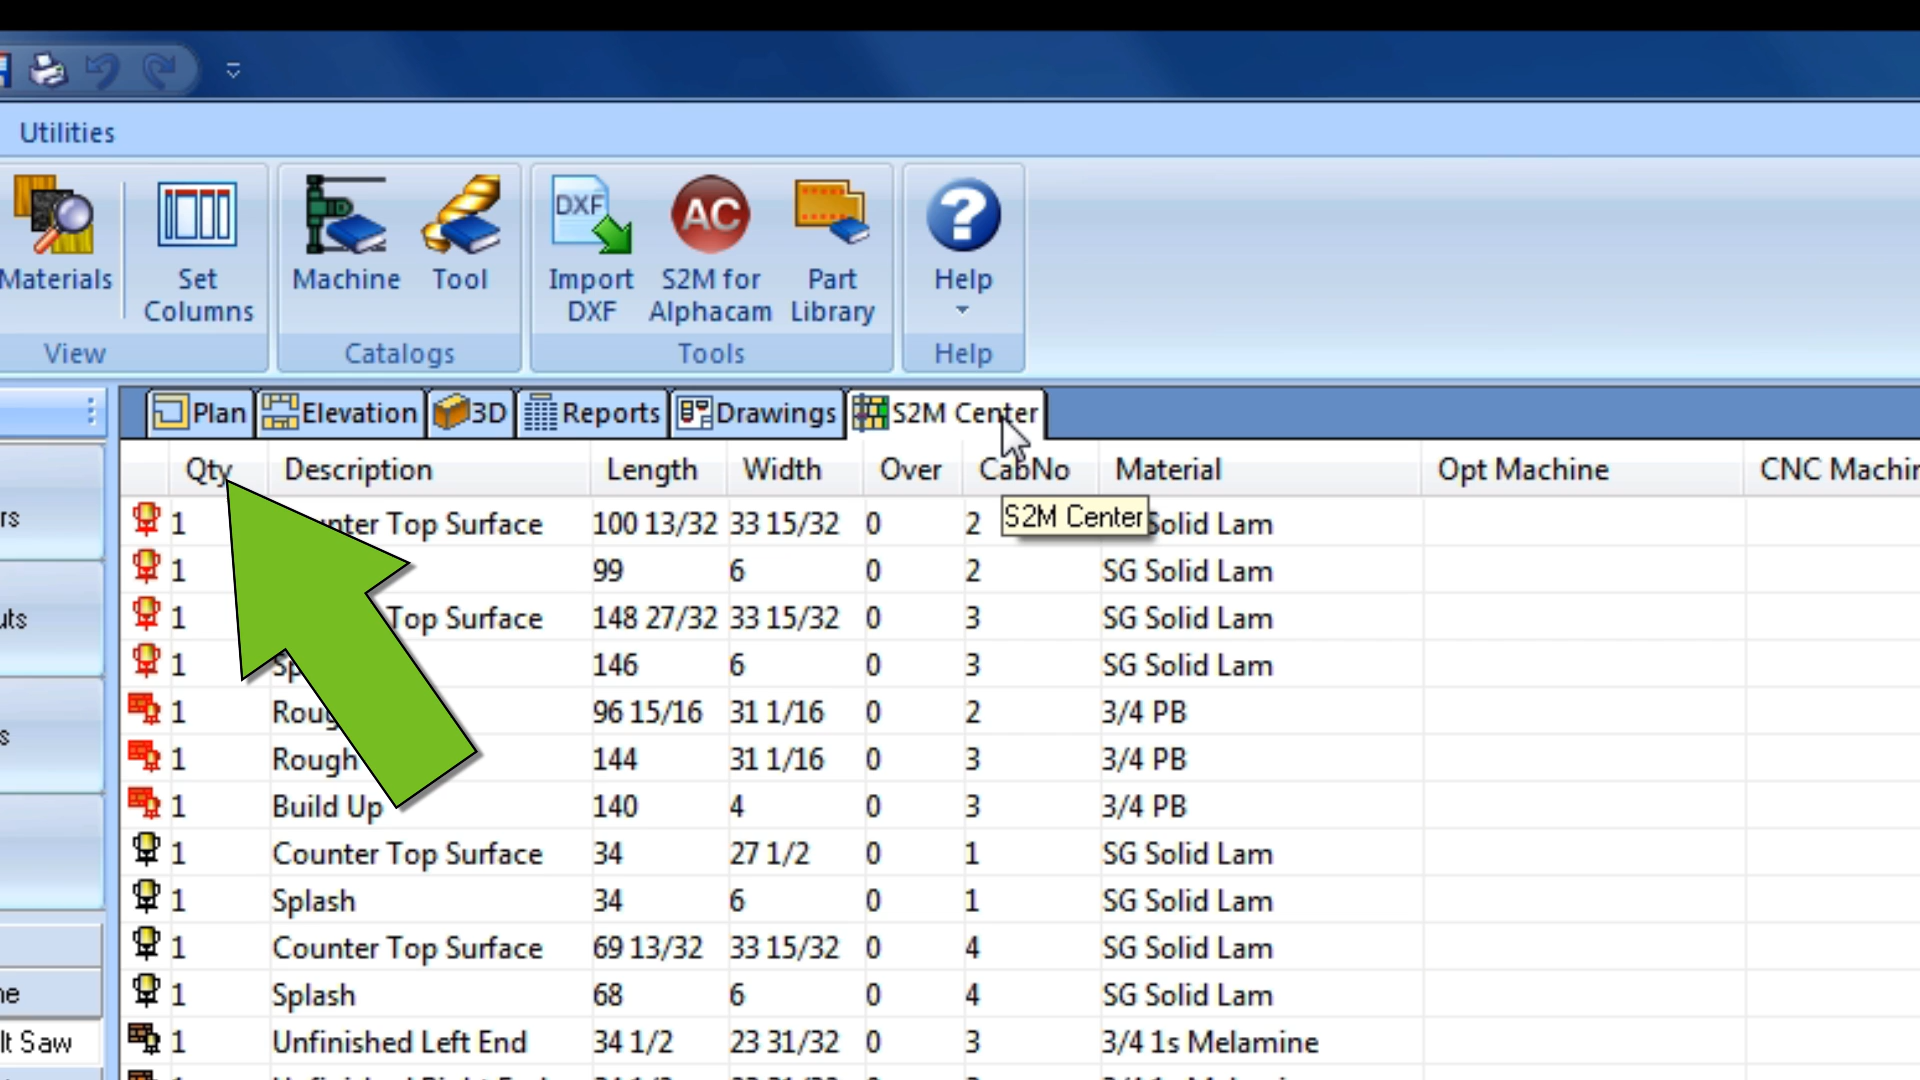 Utilities
Materials
Set Columns
Machine
Tool
DXF
Import DXF
AC
S2M for Alphacam
Part Library
Help
View
Catalogs
Tools
Help
Plan Elevation 3D Reports Drawings S2M Center
Qty Description Length Width Over CabNo Material Opt Machine CNC Machin
1 Top Surface 100 13/32 33 15/32 0 2 Solid Lam
S2M Center
1 99 6 0 2 SG Solid Lam
1 Top Surface 148 27/32 33 15/32 0 3 SG Solid Lam
1 146 6 0 3 SG Solid Lam
1 96 15/16 31 1/16 0 2 3/4 PB
1 Rough 144 31 1/16 0 3 3/4 PB
1 Build Up 140 4 0 3 3/4 PB
1 Counter Top Surface 34 27 1/2 0 1 SG Solid Lam
1 Splash 34 6 0 1 SG Solid Lam
1 Counter Top Surface 69 13/32 33 15/32 0 4 SG Solid Lam
1 Splash 68 6 0 4 SG Solid Lam
lt Saw
1 Unfinished Left End 34 1/2 23 31/32 0 3 3/4 1s Melamine